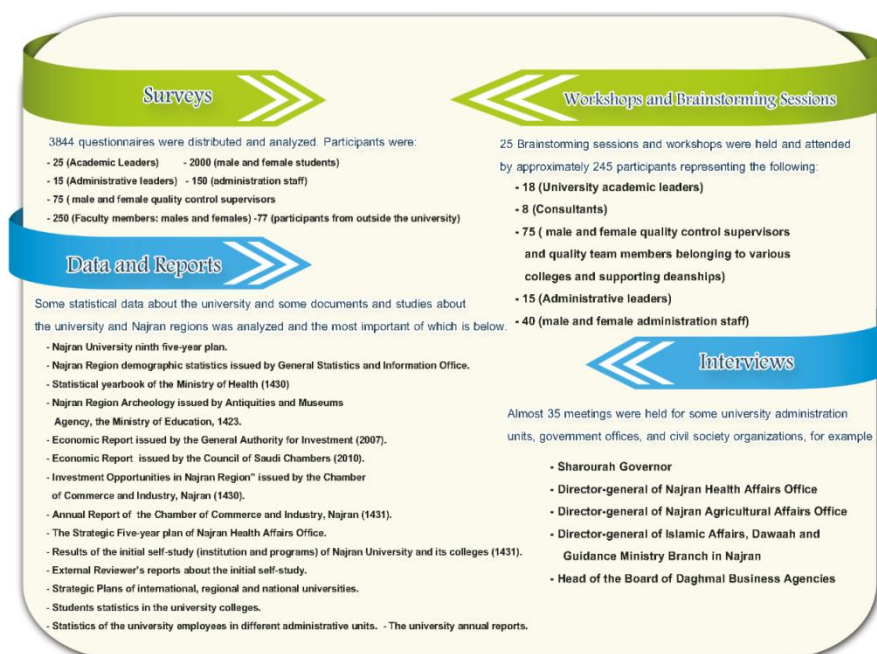 Surveys
3844 questionnaires were distributed and analyzed. Participants were:
- 25 (Academic Leaders) - 2000 (male and female students)
- 15 (Administrative leaders) - 150 (administration staff)
- 75 ( male and female quality control supervisors
- 250 (Faculty members: males and females) -77 (participants from outside the university)
Data and Reports
Some statistical data about the university and some documents and studies about
the university and Najran regions was analyzed and the most important of which is below.
- Najran University ninth five-year plan.
- Najran Region demographic statistics issued by General Statistics and Information Office.
- Statistical yearbook of the Ministry of Health (1430)
- Najran Region Archeology issued by Antiquities and Museums
Agency, the Ministry of Education, 1423.
- Economic Report issued by the General Authority for Investment (2007).
- Economic Report issued by the Council of Saudi Chambers (2010).
- Investment Opportunities in Najran Region" issued by the Chamber
of Commerce and Industry, Najran (1430).
- Annual Report of the Chamber of Commerce and Industry, Najran (1431).
- The Strategic Five-year plan of Najran Health Affairs Office.
- Results of the initial self-study (institution and programs) of Najran University and its colleges (1431).
- External Reviewer's reports about the initial self-study.
- Strategic Plans of international, regional and national universities.
- Students statistics in the university colleges.
- Statistics of the university employees in different administrative units. - The university annual reports.
Workshops and Brainstorming Sessions
25 Brainstorming sessions and workshops were held and attended
by approximately 245 participants representing the following:
- 18 (University academic leaders)
- 8 (Consultants)
- 75 ( male and female quality control supervisors
and quality team members belonging to various
colleges and supporting deanships)
- 15 (Administrative leaders)
- 40 (male and female administration staff)
Interviews
Almost 35 meetings were held for some university administration
units, government offices, and civil society organizations, for example
- Sharourah Governor
- Director-general of Najran Health Affairs Office
- Director-general of Najran Agricultural Affairs Office
- Director-general of Islamic Affairs, Dawaah and
Guidance Ministry Branch in Najran
- Head of the Board of Daghmal Business Agencies